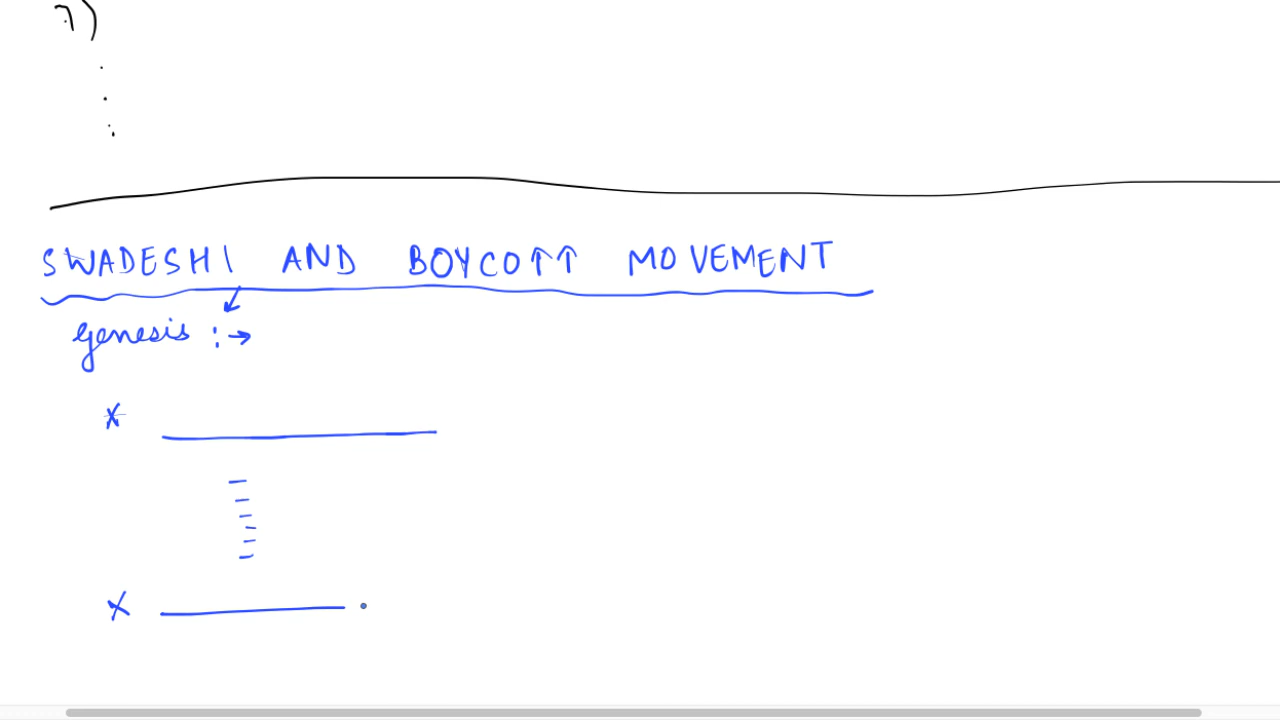 7)
SWADESHI AND BOYCOTT MOVEMENT
Genesis :→
*
*